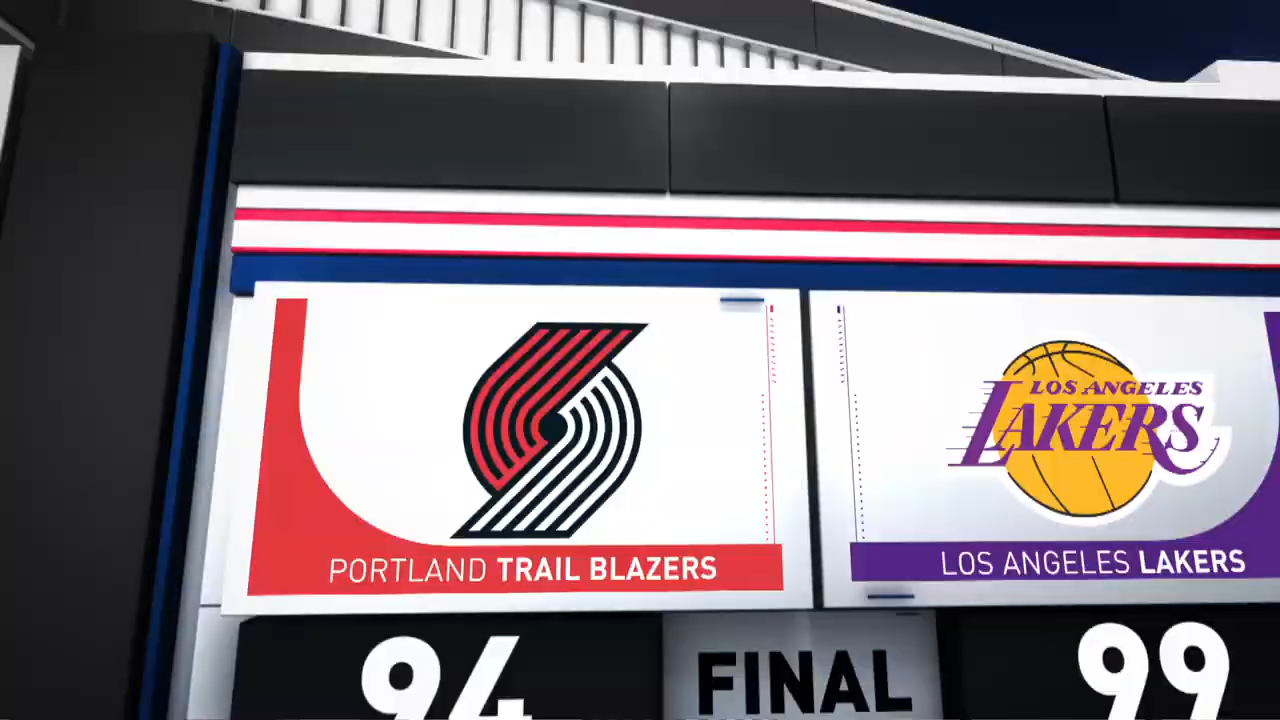 LOS ANGELES
LAKERS
PORTLAND TRAIL BLAZERS
LOS ANGELES LAKERS
94
FINAL
99